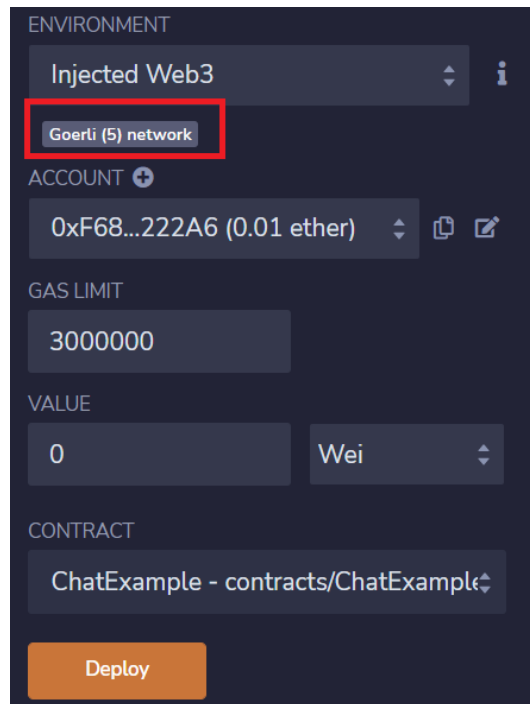 ENVIRONMENT
Injected Web3
Goerli (5) network
ACCOUNT
0xF68...222A6 (0.01 ether)
GAS LIMIT
3000000
VALUE
0 Wei
CONTRACT
ChatExample - contracts/ChatExample
Deploy